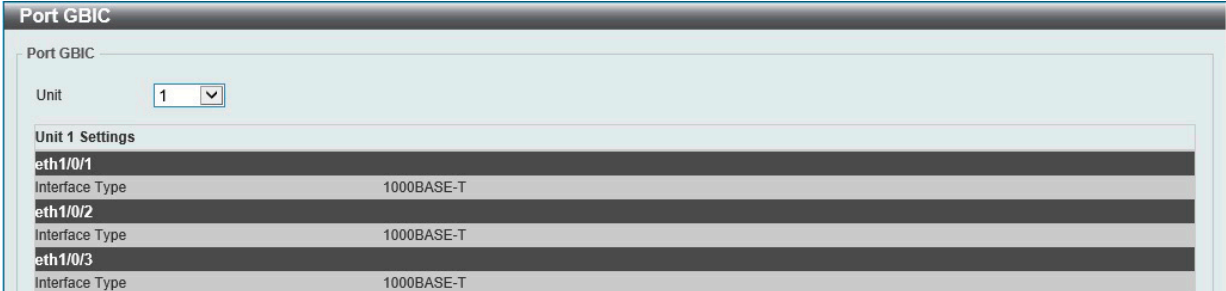 Port GBIC
Port GBIC
Unit 1
Unit 1 Settings
eth1/0/1
Interface Type 1000BASE-T
eth1/0/2
Interface Type 1000BASE-T
eth1/0/3
Interface Type 1000BASE-T